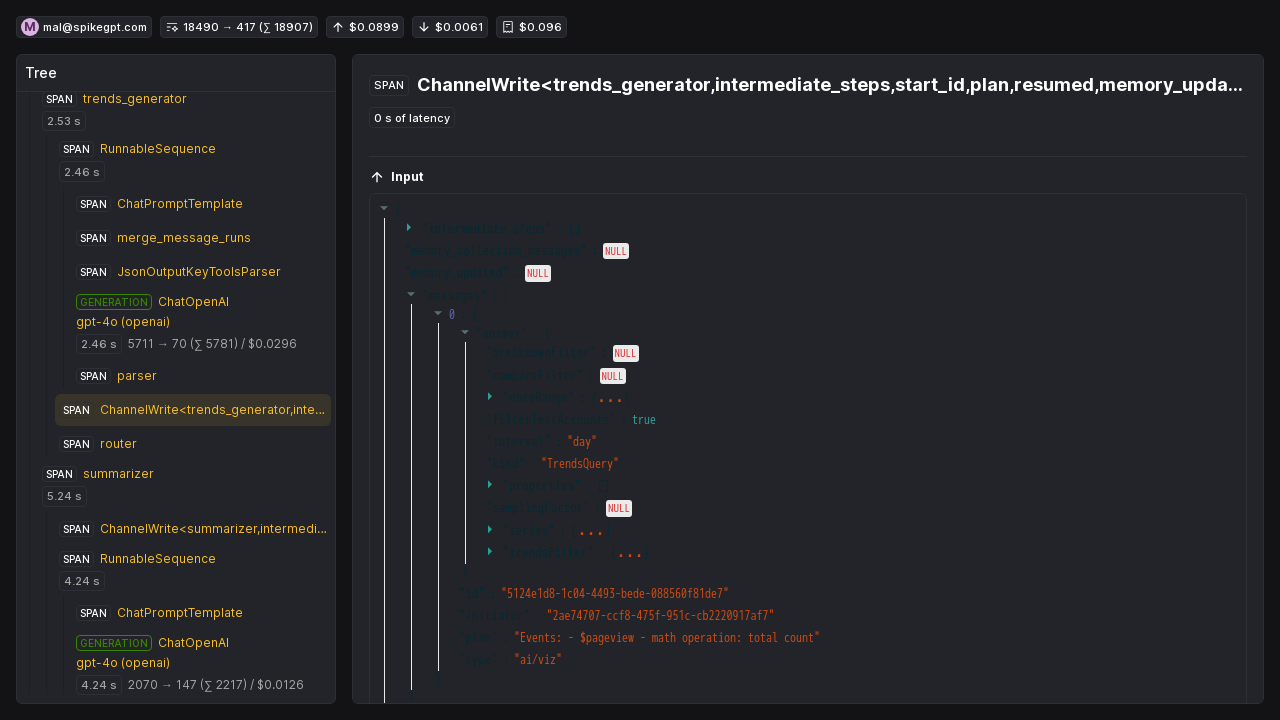 M mal@spikegpt.com 18490 → 417 (∑ 18907) $0.0899 $0.0061 $0.096
Tree
SPAN trends_generator
2.53 s
SPAN RunnableSequence
2.46 s
SPAN ChatPromptTemplate
SPAN merge_message_runs
SPAN JsonOutputKeyToolsParser
GENERATION ChatOpenAI
gpt-4o (openai)
2.46 s 5711 → 70 (∑ 5781) / $0.0296
SPAN parser
SPAN ChannelWrite<trends_generator,inte...
SPAN router
SPAN summarizer
5.24 s
SPAN ChannelWrite<summarizer,intermedi...
SPAN RunnableSequence
4.24 s
SPAN ChatPromptTemplate
GENERATION ChatOpenAI
gpt-4o (openai)
4.24 s 2070 → 147 (∑ 2217) / $0.0126
SPAN ChannelWrite<trends_generator,intermediate_steps,start_id,plan,resumed,memory_upda...
0 s of latency
Input
NULL
NULL
0
NULL
NULL
...
true
"day"
"TrendsQuery"
NULL
...
...
"id" "5124e1d8-1c04-4493-bede-088560f81de7"
"2ae74707-ccf8-475f-951c-cb2220917af7"
"plan" "Events: - $pageview - math operation: total count"
"type" "ai/viz"